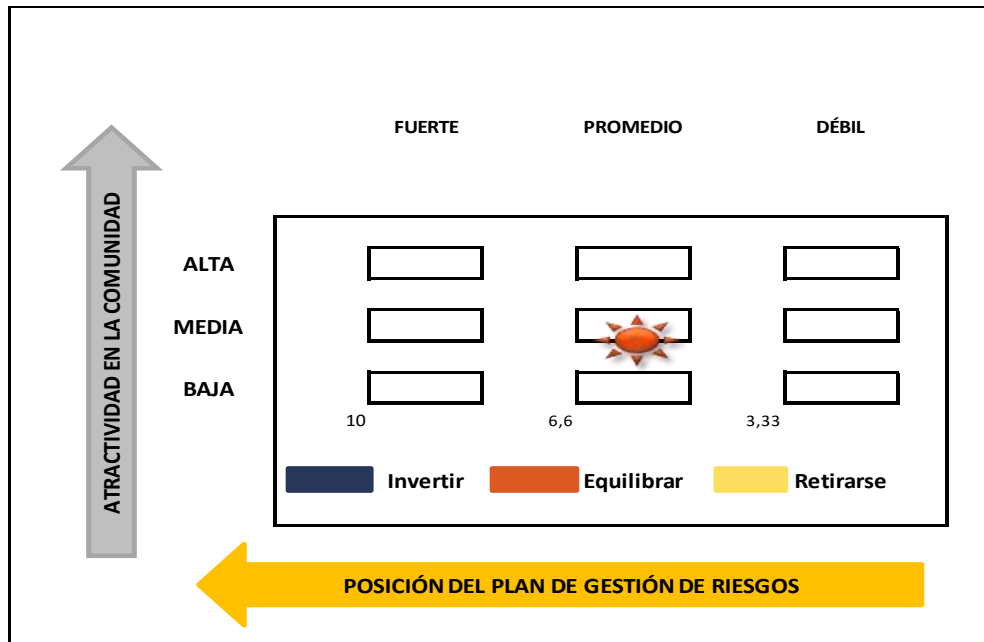 FUERTE PROMEDIO DÉBIL
ATRACTIVIDAD EN LA COMUNIDAD
ALTA
MEDIA
BAJA
10 6,6 3,33
Invertir Equilibrar Retirarse
POSICIÓN DEL PLAN DE GESTIÓN DE RIESGOS